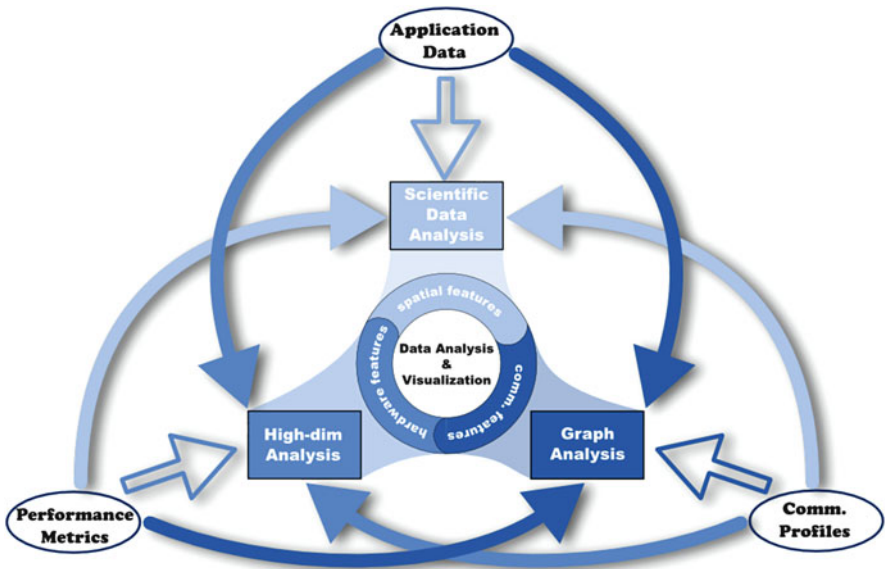 Application
Data
Scientific
Data
Analysis
spatial features
hardware features
comm. features
Data Analysis
&
Visualization
High-dim
Analysis
Graph
Analysis
Performance
Metrics
Comm.
Profiles